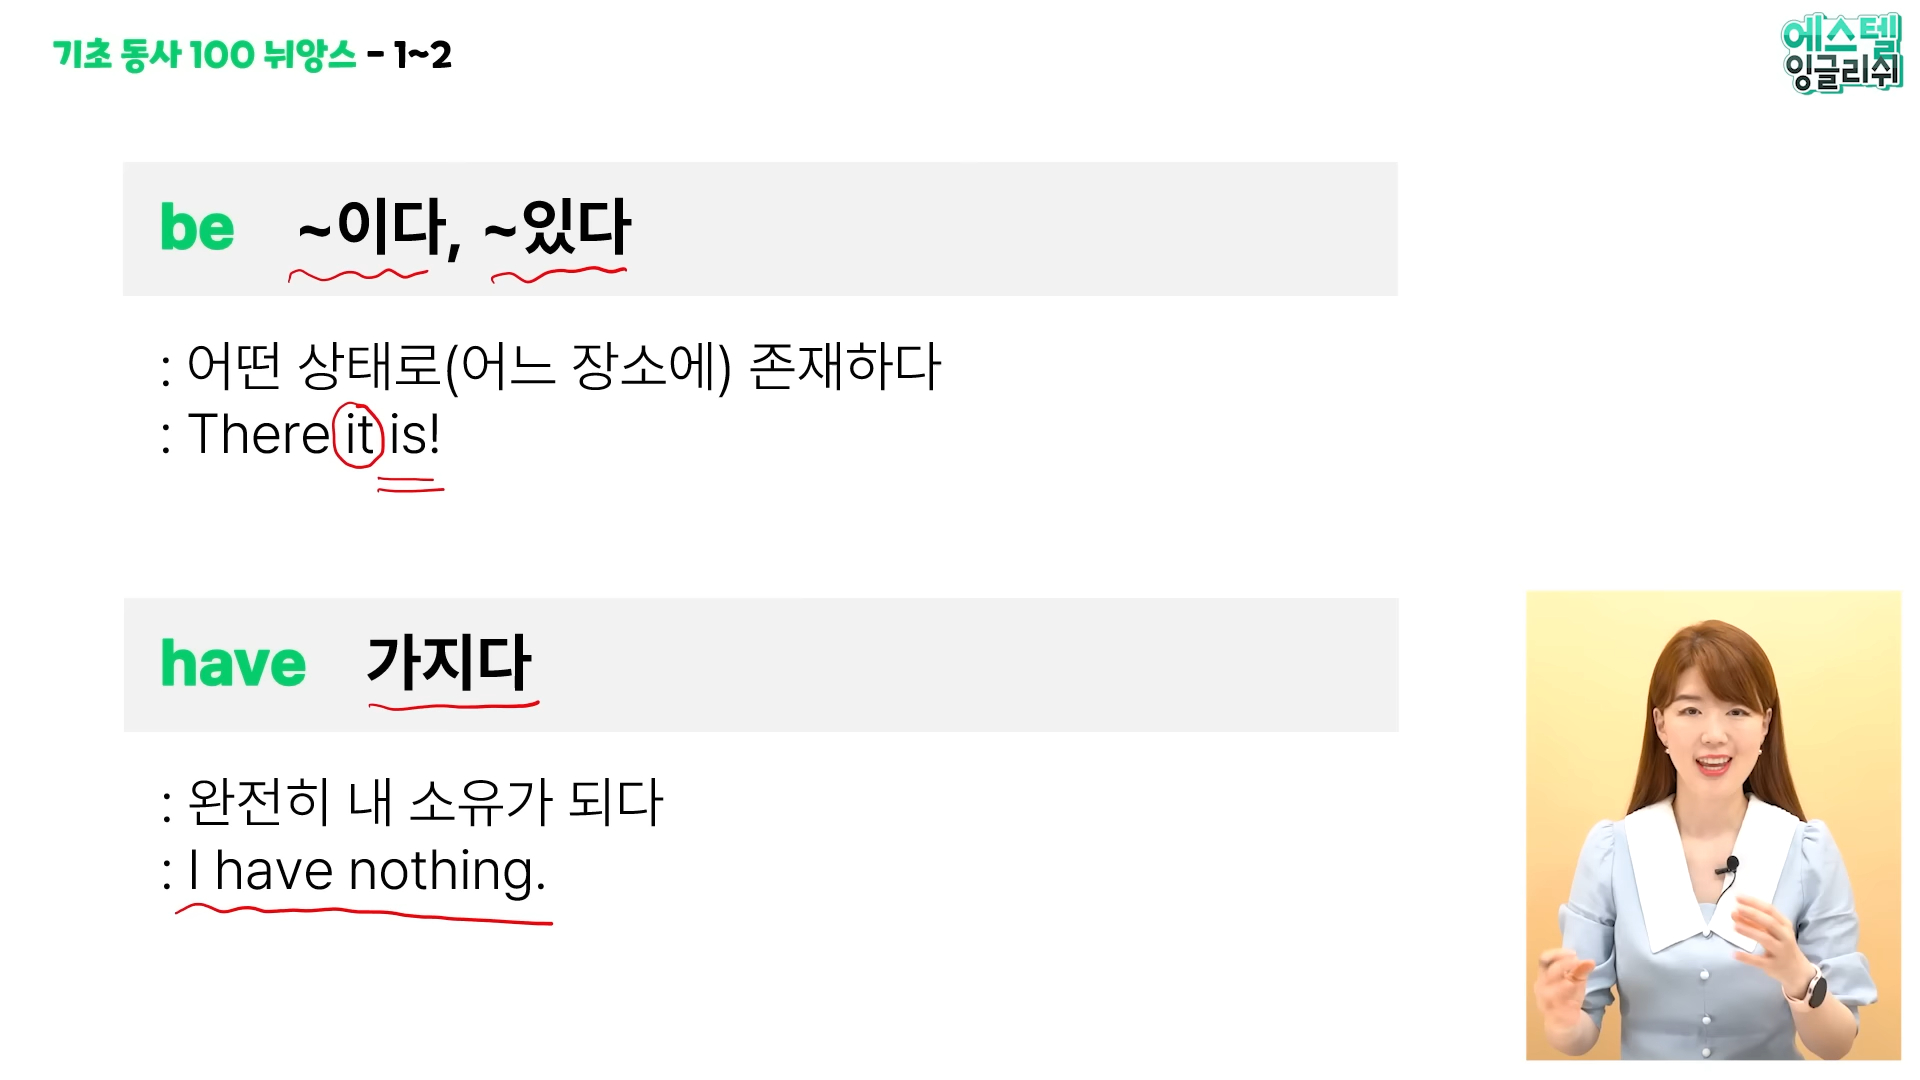 기초 동사 100 뉘앙스 - 1~2
에스텔
잉글리쉬
be ~이다, ~있다
: 어떤 상태로(어느 장소에) 존재하다
: There it is!
have 가지다
: 완전히 내 소유가 되다
: I have nothing.